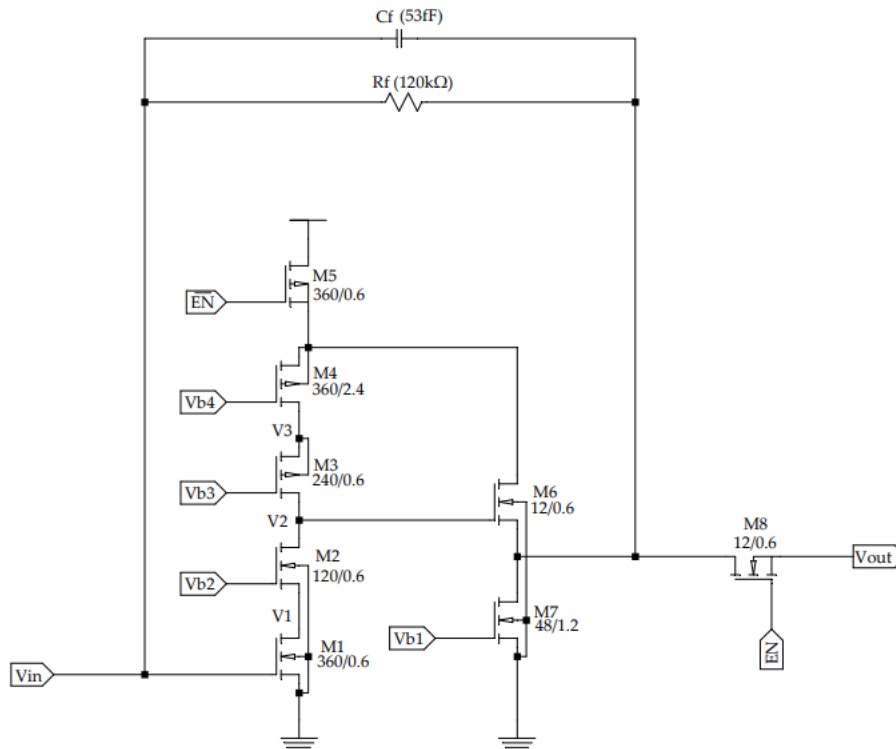 Cf (53fF)
Rf (120kΩ)
M5
360/0.6
EN
M4
360/2.4
Vb4
V3
M3
240/0.6
Vb3
M6
12/0.6
V2
M8
12/0.6
Vout
M2
120/0.6
Vb2
V1
M7
48/1.2
Vb1
M1
360/0.6
Vin
EN